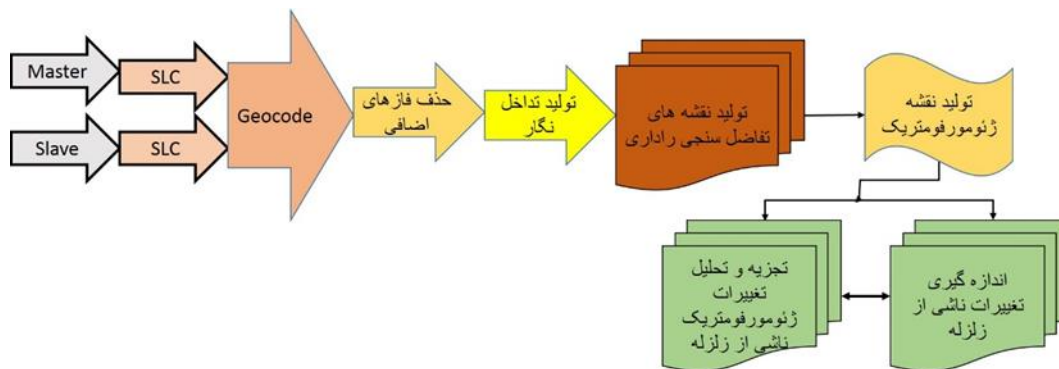 Master
SLC
Slave
SLC
Geocode
حذف فازهای
اضافی
تولید تداخل
نگار
تولید نقشه های
تفاضل سنجی راداری
تولید نقشه
ژئومورفومتریک
تجزیه و تحلیل
تغییرات
ژئومورفومتریک
ناشی از زلزله
اندازه گیری
تغییرات ناشی از
زلزله